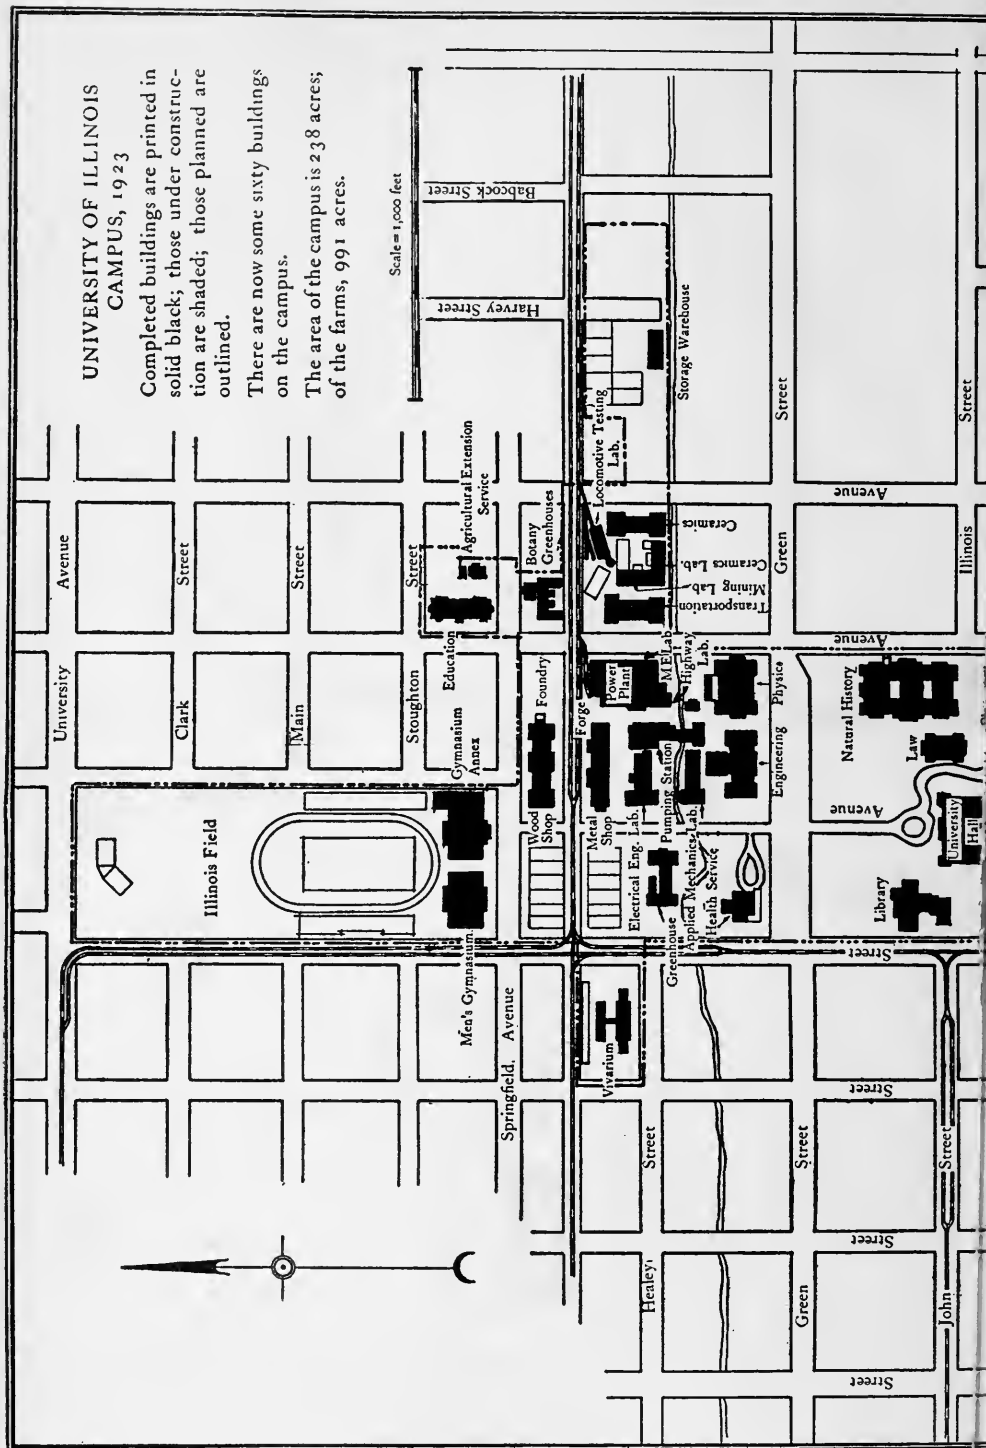 UNIVERSITY OF ILLINOIS
CAMPUS, 1923
Completed buildings are printed in
solid black; those under construc-
tion are shaded; those planned are
outlined.
There are now some sixty buildings
on the campus.
The area of the campus is 238 acres;
of the farms, 991 acres.
Scale = 1,000 feet
University
Avenue
Clark
Street
Main
Street
Stoughton
Street
Illinois Field
Gymnasium
Annex
Education
Agricultural Extension
Service
Babcock Street
Harvey Street
Men's Gymnasium
Springfield
Avenue
Wood
Shop
Foundry
Botany
Greenhouses
Forge
Metal
Shop
Power
Plant
M E Lab.
Highway
Lab.
Locomotive Testing
Lab.
Storage Warehouse
Ceramics
Ceramics Lab.
Mining Lab
Transportation
Vivarium
Electrical Eng. Lab.
Pumping Station
Greenhouse
Applied Mechanics Lab.
Health Service
Engineering
Physics
Healey
Street
Green
Street
Green
Street
Avenue
Avenue
Avenue
Natural History
Law
University
Hall
Library
Street
Street
Street
Street
John
Street
Illinois
Street